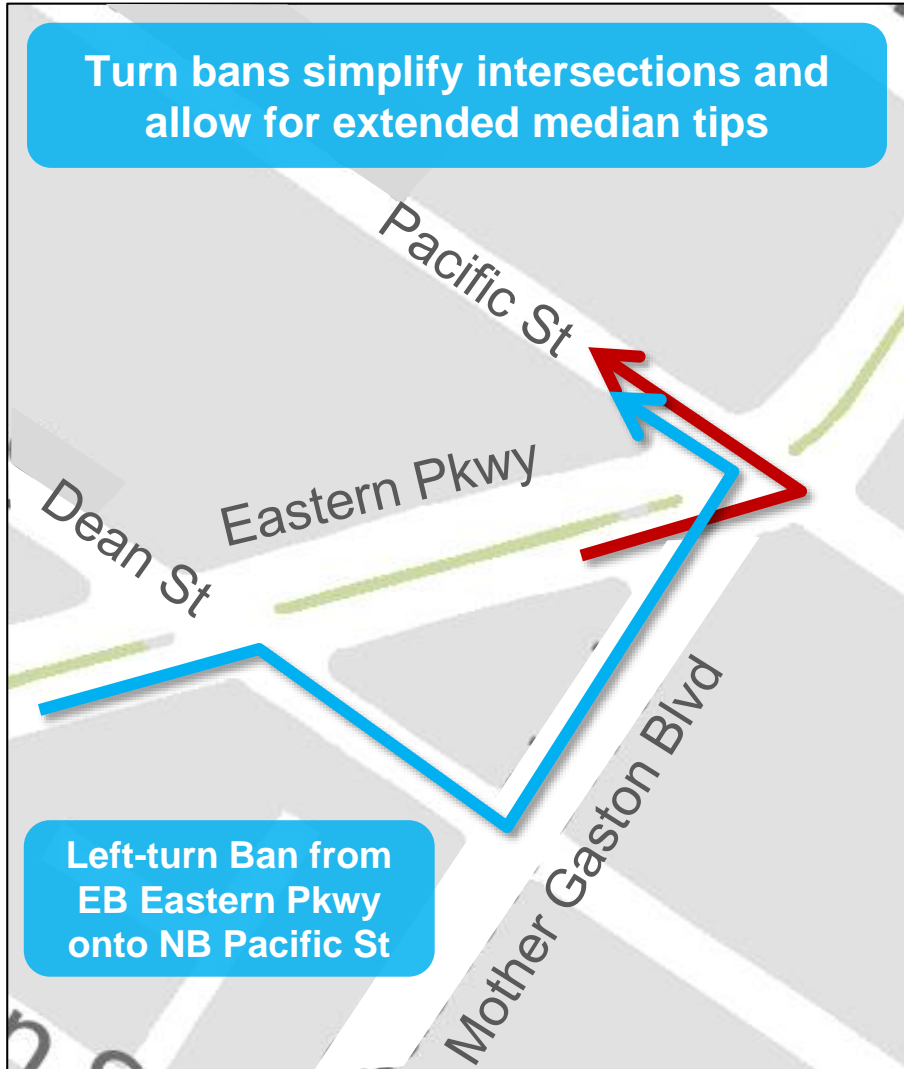 Turn bans simplify intersections and
allow for extended median tips
Pacific St
Eastern Pkwy
Dean St
Mother Gaston Blvd
Left-turn Ban from
EB Eastern Pkwy
onto NB Pacific St